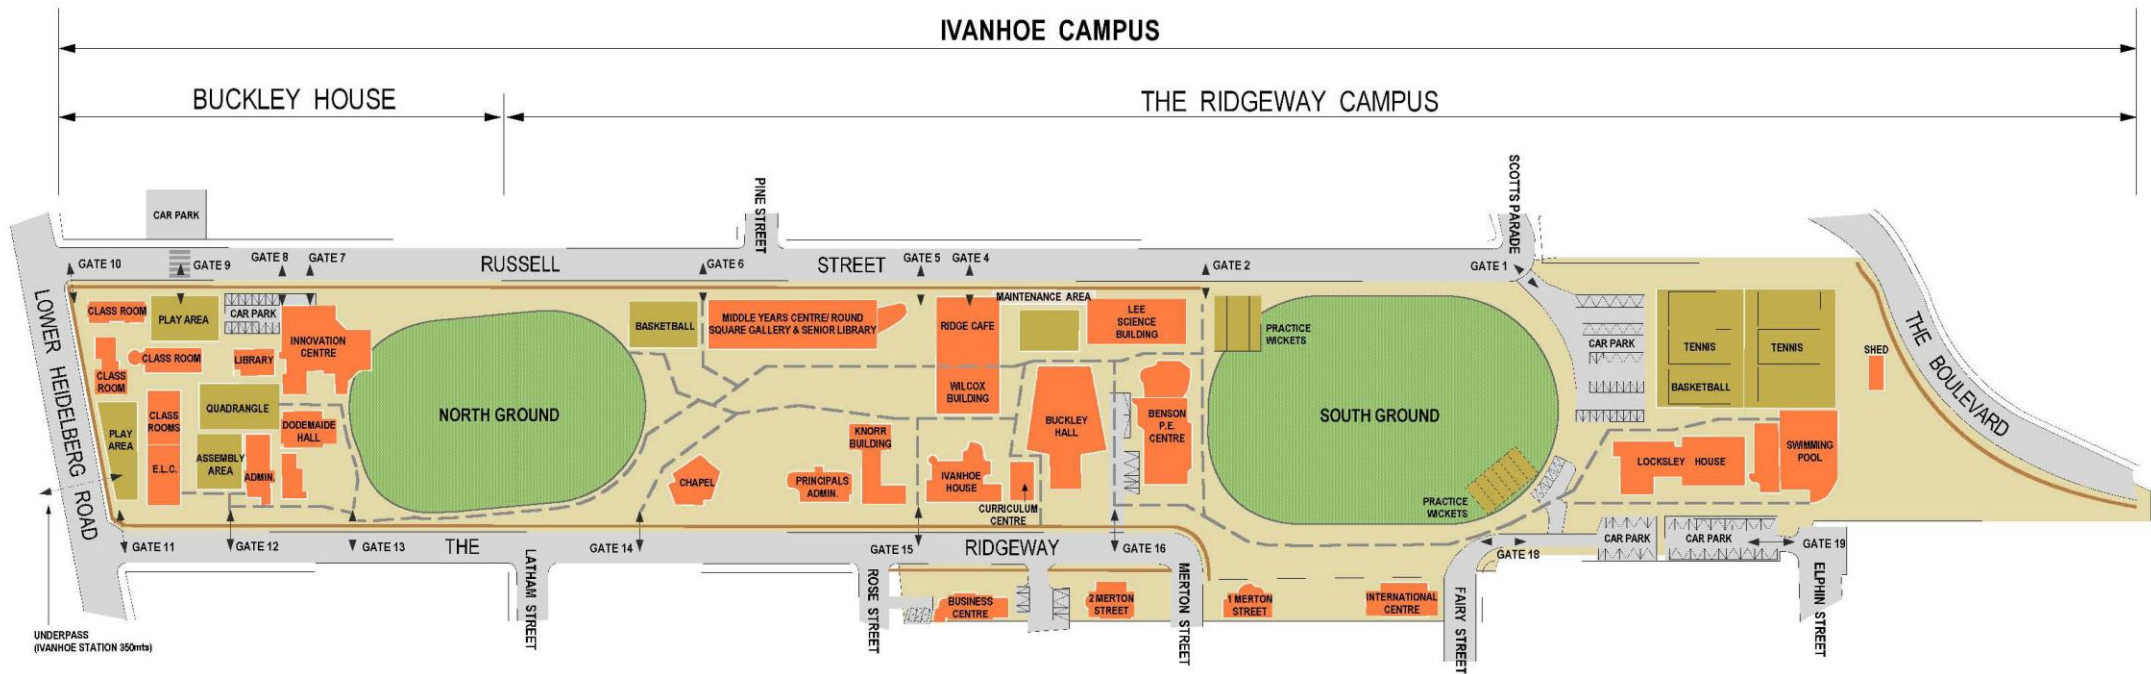 IVANHOE CAMPUS
BUCKLEY HOUSE
THE RIDGEWAY CAMPUS
CAR PARK
PINE STREET
SCOTTS PARADE
GATE 10
GATE 9
GATE 8
GATE 7
RUSSELL
GATE 6
STREET
GATE 5
GATE 4
GATE 2
GATE 1
LOWER HEIDELBERG ROAD
CLASS ROOM
PLAY AREA
CAR PARK
INNOVATION
CENTRE
CLASS ROOM
LIBRARY
CLASS
ROOM
BASKETBALL
MIDDLE YEARS CENTRE/ ROUND
SQUARE GALLERY & SENIOR LIBRARY
RIDGE CAFE
MAINTENANCE AREA
LEE
SCIENCE
BUILDING
PRACTICE
WICKETS
CAR PARK
TENNIS
TENNIS
BASKETBALL
SHED
THE BOULEVARD
PLAY
AREA
CLASS
ROOMS
E.L.C.
QUADRANGLE
DODEMAIDE
HALL
ASSEMBLY
AREA
ADMIN.
NORTH GROUND
CHAPEL
PRINCIPALS
ADMIN.
KNORR
BUILDING
WILCOX
BUILDING
IVANHOE
HOUSE
CURRICULUM
CENTRE
BUCKLEY
HALL
BENSON
P.E.
CENTRE
SOUTH GROUND
PRACTICE
WICKETS
LOCKSLEY HOUSE
SWIMMING
POOL
GATE 11
GATE 12
GATE 13
THE
LATHAM STREET
GATE 14
GATE 15
ROSE STREET
RIDGEWAY
GATE 16
MERTON STREET
GATE 18
FAIRY STREET
CAR PARK
CAR PARK
GATE 19
ELPHIN STREET
BUSINESS
CENTRE
2 MERTON
STREET
1 MERTON
STREET
INTERNATIONAL
CENTRE
UNDERPASS
(IVANHOE STATION 350mts)